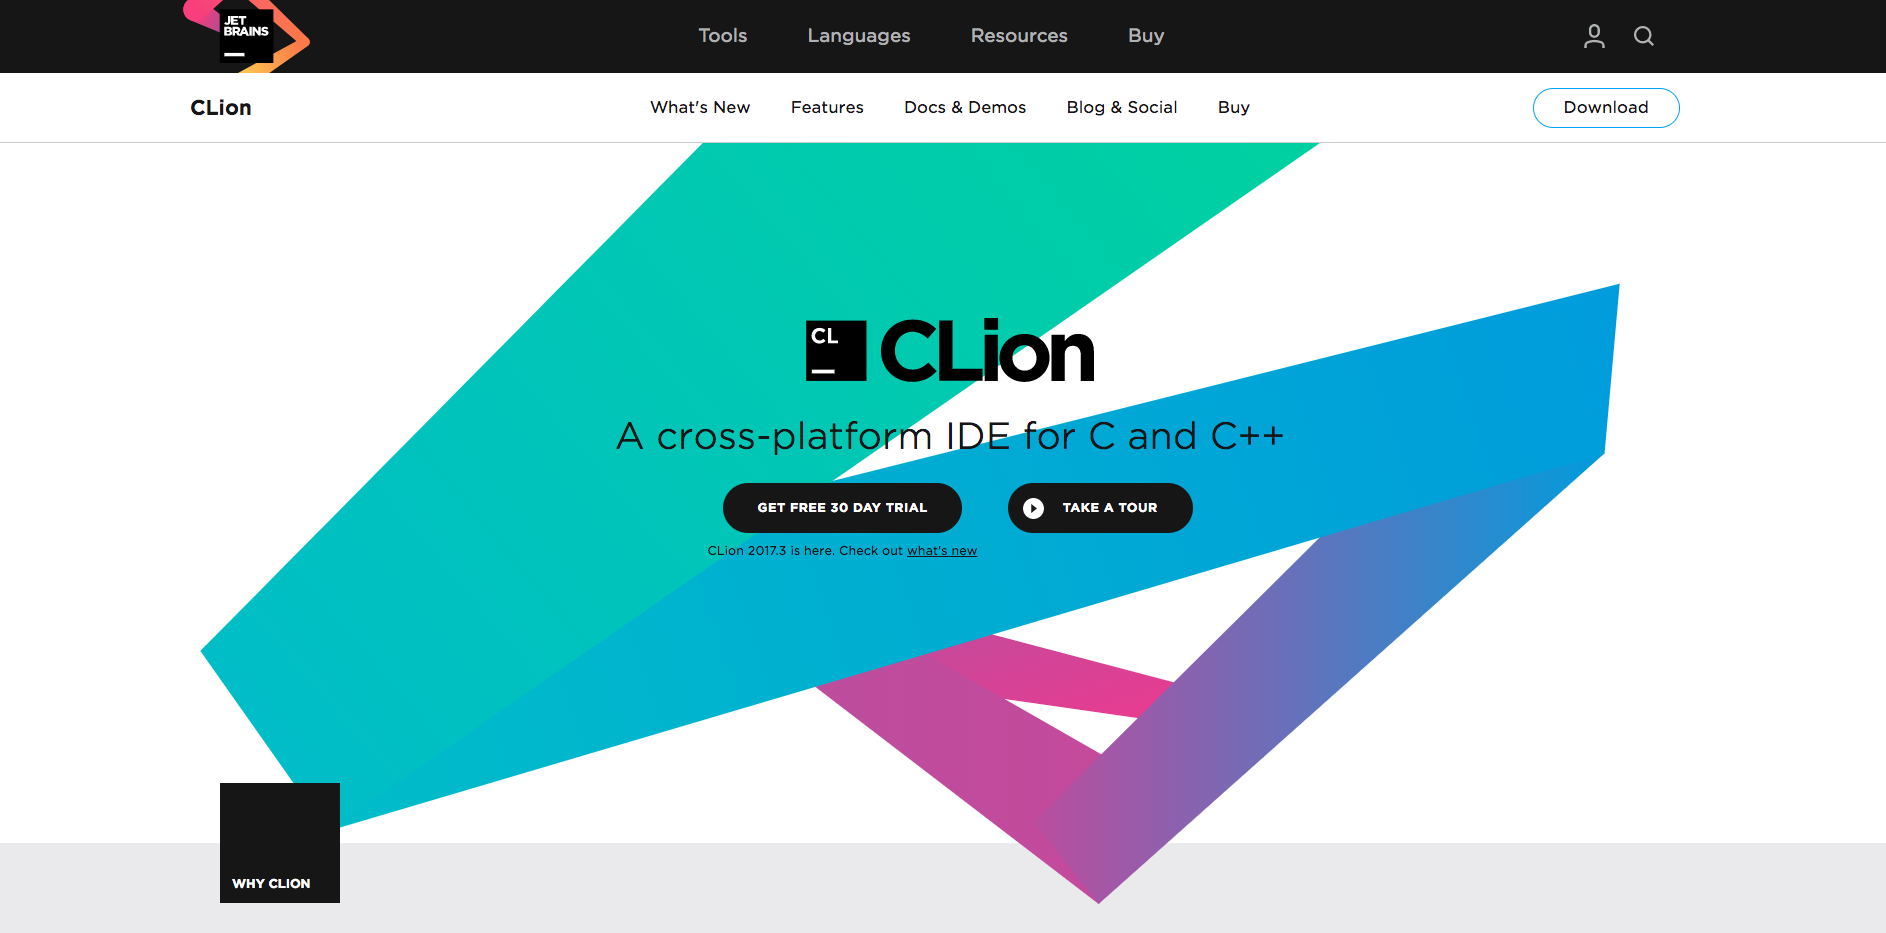 JET
BRAINS
Tools Languages Resources Buy
CLion What's New Features Docs & Demos Blog & Social Buy Download
CL
CLion
A cross-platform IDE for C and C++
GET FREE 30 DAY TRIAL TAKE A TOUR
CLion 2017.3 is here. Check out what's new
WHY CLION